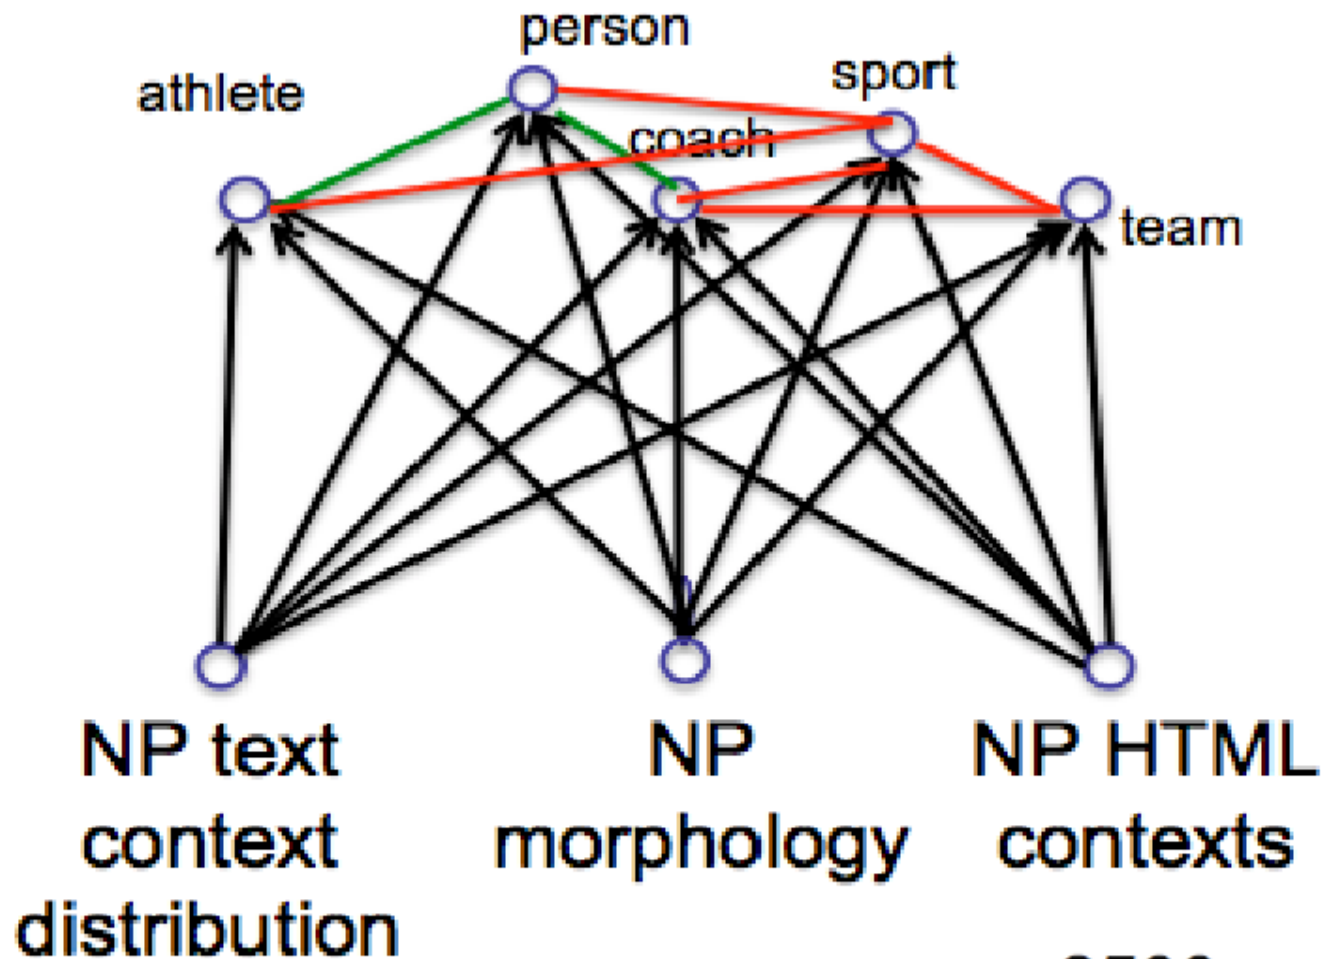 person
sport
athlete
coach
team
NP text
context
distribution
NP
morphology
NP HTML
contexts